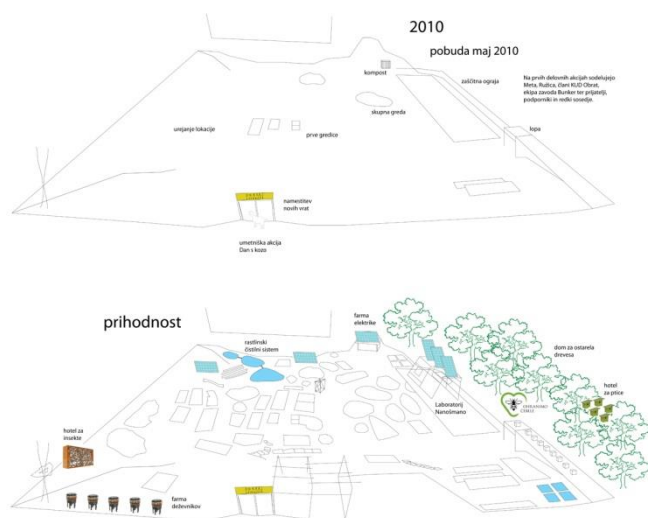 2010
pobuda maj 2010
kompost
zaščitna ograja
Na prvih delovnih akcijah sodelujejo
Meta, Ružica, člani KUD Obrat,
ekipa zavoda Bunker ter prijatelji,
podporniki in redki sosedje.
skupna greda
urejanje lokacije
prve gredice
lopa
namestitev
novih vrat
umetniška akcija
Dan s kozo
prihodnost
farma
elektrike
rastlinski
čistilni sistem
dom za ostarela
drevesa
hotel
za ptice
Laboratorij
Nanošmano
hotel za
insekte
farma
deževnikov